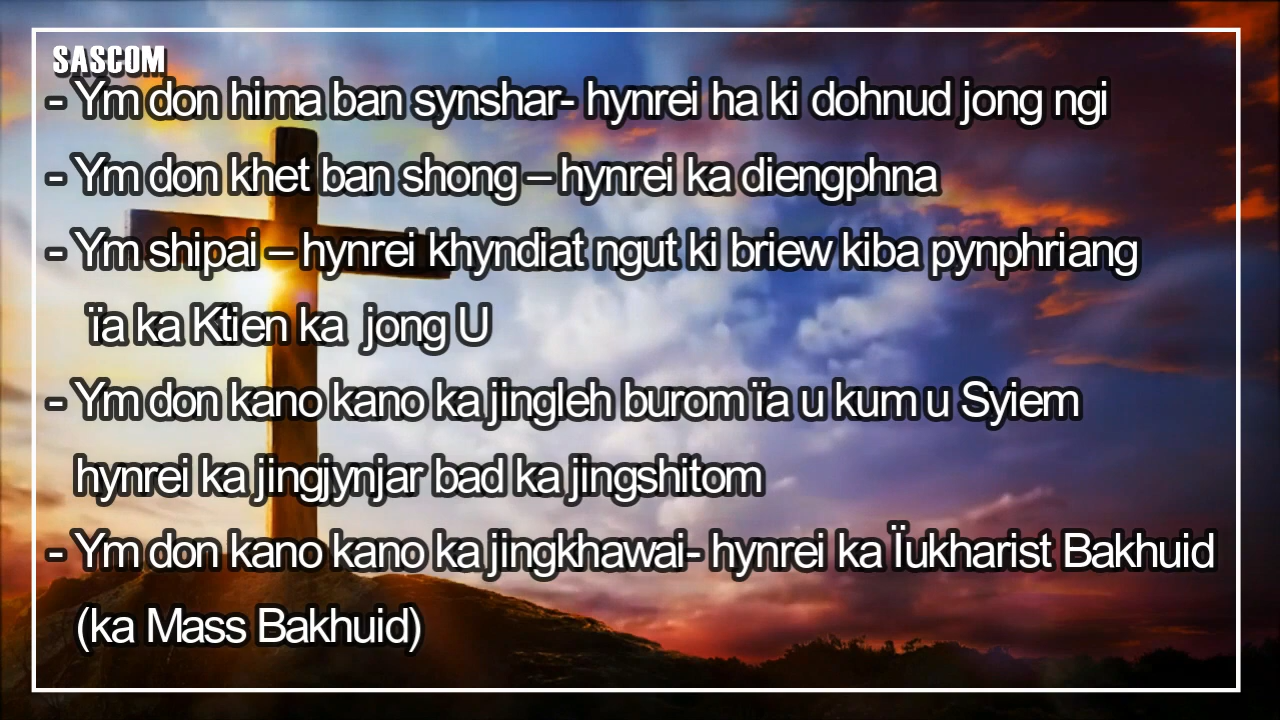 SASCOM
- Ym don hima ban synshar- hynrei ha ki dohnud jong ngi
- Ym don khet ban shong – hynrei ka diengphna
- Ym shipai – hynrei khyndiat ngut ki briew kiba pynphriang
ïa ka Ktien ka jong U
- Ym don kano kano ka jingleh burom ïa u kum u Syiem
hynrei ka jingjynjar bad ka jingshitom
- Ym don kano kano ka jingkhawai- hynrei ka Ïukharist Bakhuid
(ka Mass Bakhuid)